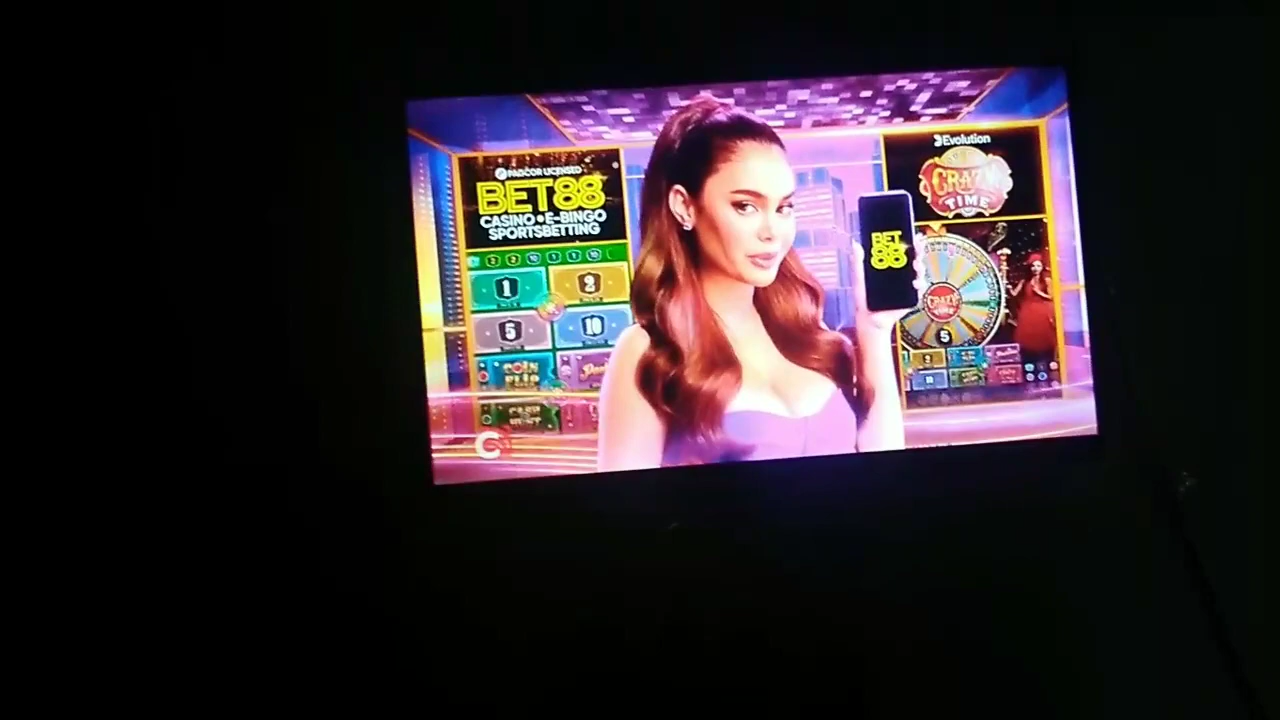 PAGCOR LICENSED
BET88
CASINO • E-BINGO
SPORTSBETTING
1
2
5
10
COIN
FLIP
BET
88
Evolution
CRAZY
TIME
CRAZY
TIME
5